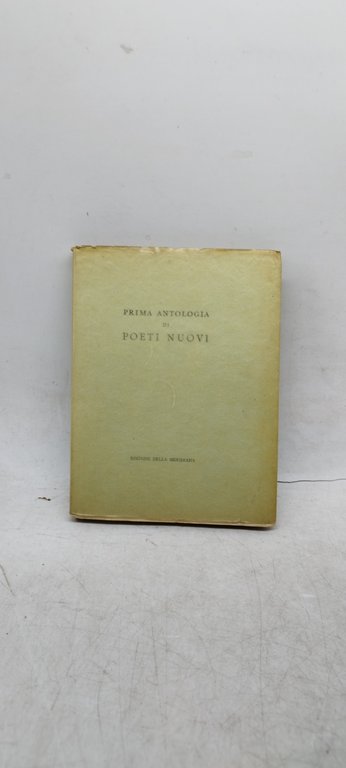 PRIMA ANTOLOGIA
DI
POETI NUOVI
EDIZIONI DELLA MERIDIANA